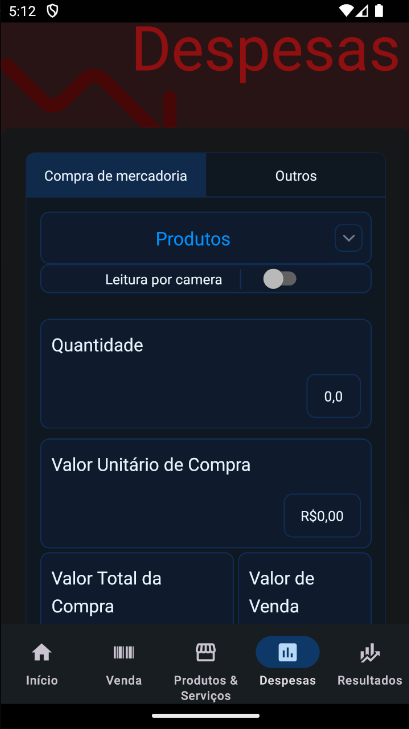 5:12
Despesas
Compra de mercadoria
Outros
Produtos
Leitura por camera
Quantidade
0,0
Valor Unitário de Compra
R$0,00
Valor Total da
Compra
Valor de
Venda
Início
Venda
Produtos &
Serviços
Despesas
Resultados